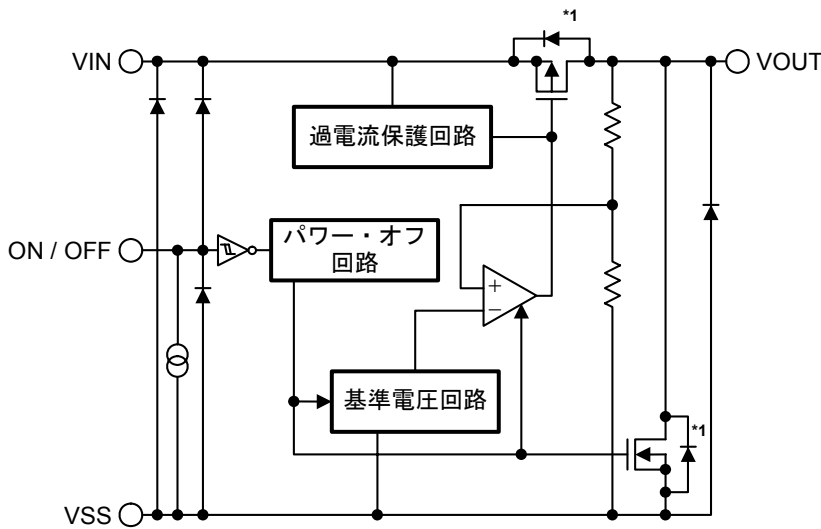 *1
VIN
VOUT
過電流保護回路
ON / OFF
パワー・オフ
回路
+
−
基準電圧回路
*1
VSS